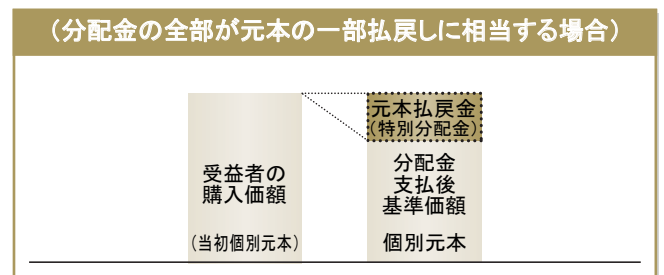 （分配金の全部が元本の一部払戻しに相当する場合）
受益者の
購入価額
（当初個別元本）
元本払戻金
（特別分配金）
分配金
支払後
基準価額
個別元本